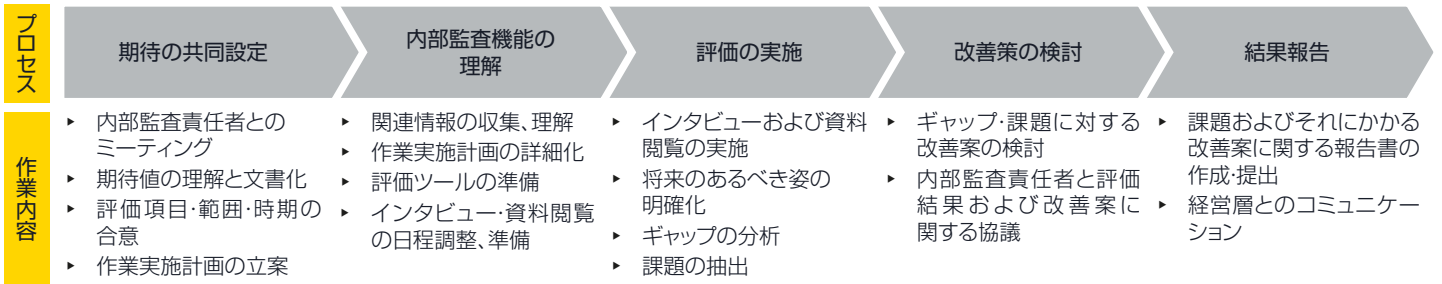 プロセス
期待の共同設定
内部監査機能の
理解
評価の実施
改善策の検討
結果報告
作業内容
▸ 内部監査責任者との
ミーティング
▸ 期待値の理解と文書化
▸ 評価項目・範囲・時期の
合意
▸ 作業実施計画の立案
▸ 関連情報の収集、理解
▸ 作業実施計画の詳細化
▸ 評価ツールの準備
▸ インタビュー・資料閲覧
の日程調整、準備
▸ インタビューおよび資料
閲覧の実施
▸ 将来のあるべき姿の
明確化
▸ ギャップの分析
▸ 課題の抽出
▸ ギャップ・課題に対する
改善案の検討
▸ 内部監査責任者と評価
結果および改善案に
関する協議
▸ 課題およびそれにかかる
改善案に関する報告書の
作成・提出
▸ 経営層とのコミュニケー
ション